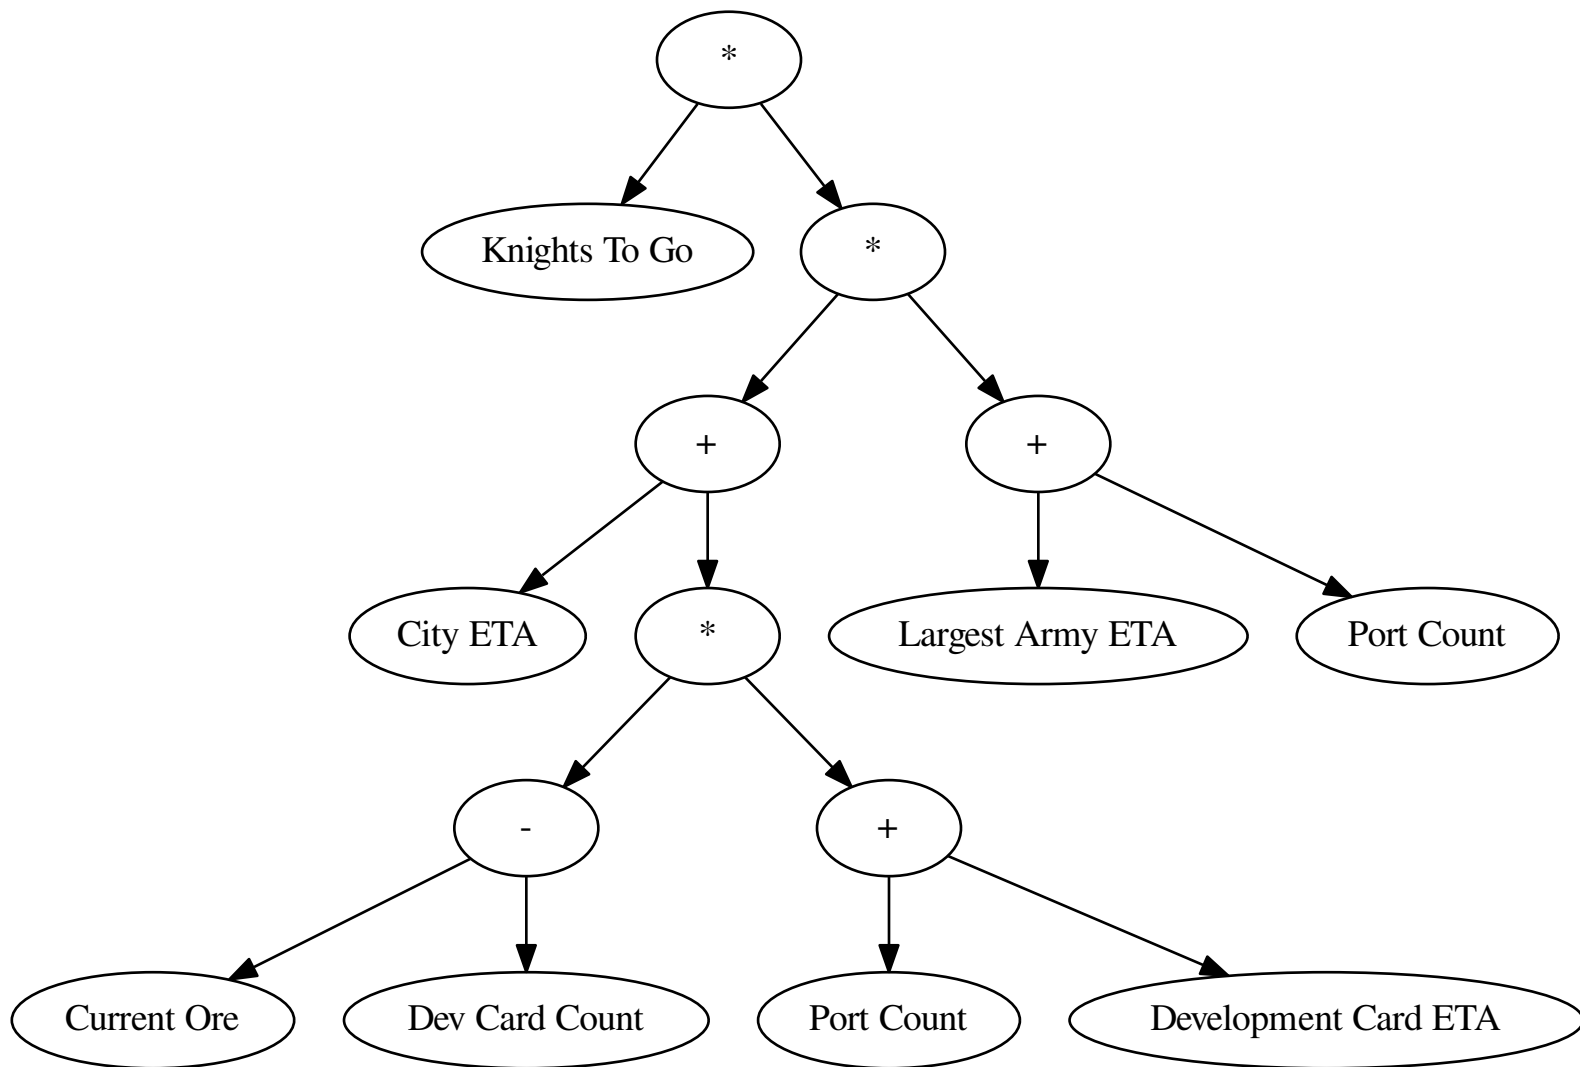 *
Knights To Go
*
+
+
City ETA
*
Largest Army ETA
Port Count
-
+
Current Ore
Dev Card Count
Port Count
Development Card ETA